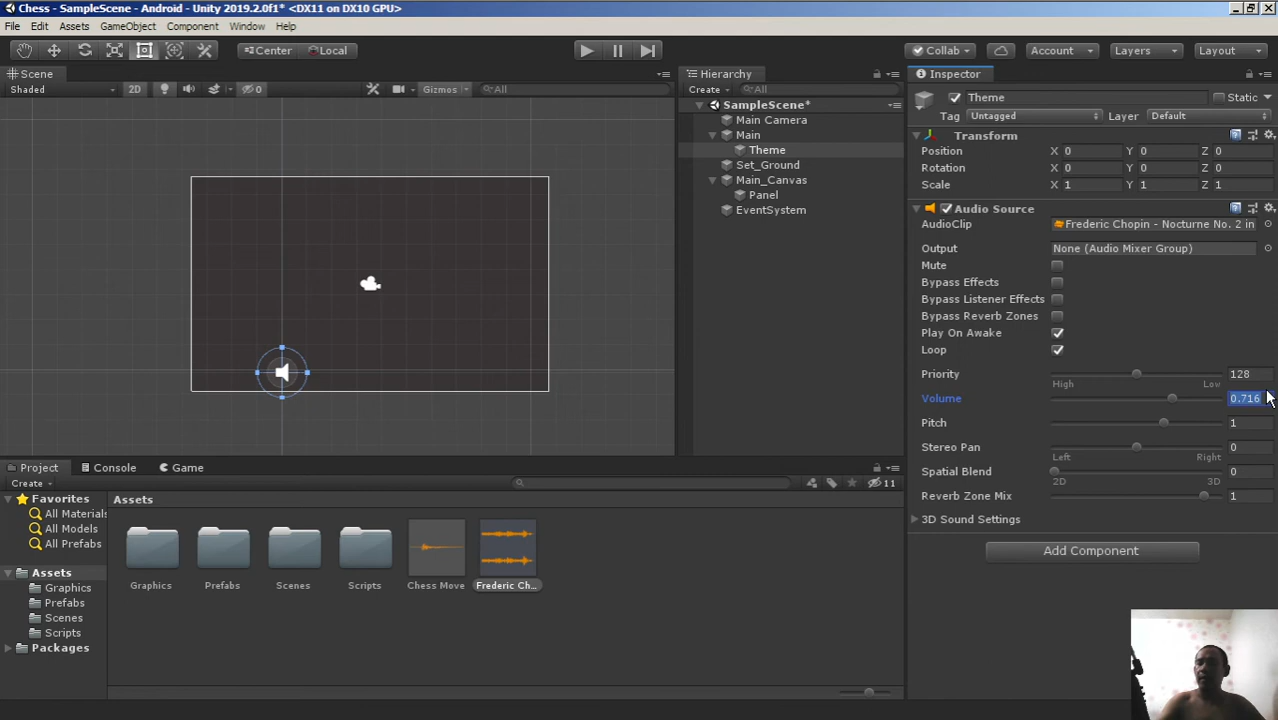 Chess - SampleScene - Android - Unity 2019.2.0f1* <DX11 on DX10 GPU>
File Edit Assets GameObject Component Window Help
Center Local Collab Account Layers Layout
Scene
Shaded 2D 0 Gizmos All
Hierarchy
Create All
SampleScene*
Main Camera
Main
Theme
Set_Ground
Main_Canvas
Panel
EventSystem
Inspector
Theme Static
Tag Untagged Layer Default
Transform
Position X 0 Y 0 Z 0
Rotation X 0 Y 0 Z 0
Scale X 1 Y 1 Z 1
Audio Source
AudioClip Frederic Chopin - Nocturne No. 2 in
Output None (Audio Mixer Group)
Mute
Bypass Effects
Bypass Listener Effects
Bypass Reverb Zones
Play On Awake
Loop
Priority 128
High Low
Volume 0.716
Pitch 1
Stereo Pan 0
Left Right
Spatial Blend 0
2D 3D
Reverb Zone Mix 1
3D Sound Settings
Add Component
Project Console Game
Create 11
Favorites
All Materials
All Models
All Prefabs
Assets
Graphics
Prefabs
Scenes
Scripts
Packages
Assets
Graphics Prefabs Scenes Scripts Chess Move Frederic Ch...